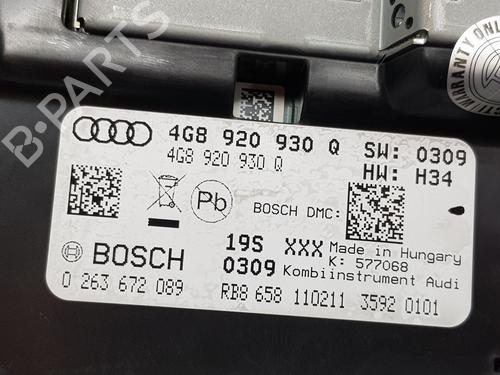 B-PARTS
WARRANTY ONLY
4G8 920 930 Q SW: 0309
4G8 920 930 Q HW: H34
Pb BOSCH DMC:
BOSCH 19S XXX Made in Hungary
K: 577068
0309 Kombiinstrument Audi
0 263 672 089 RB8 658 110211 3592 0101